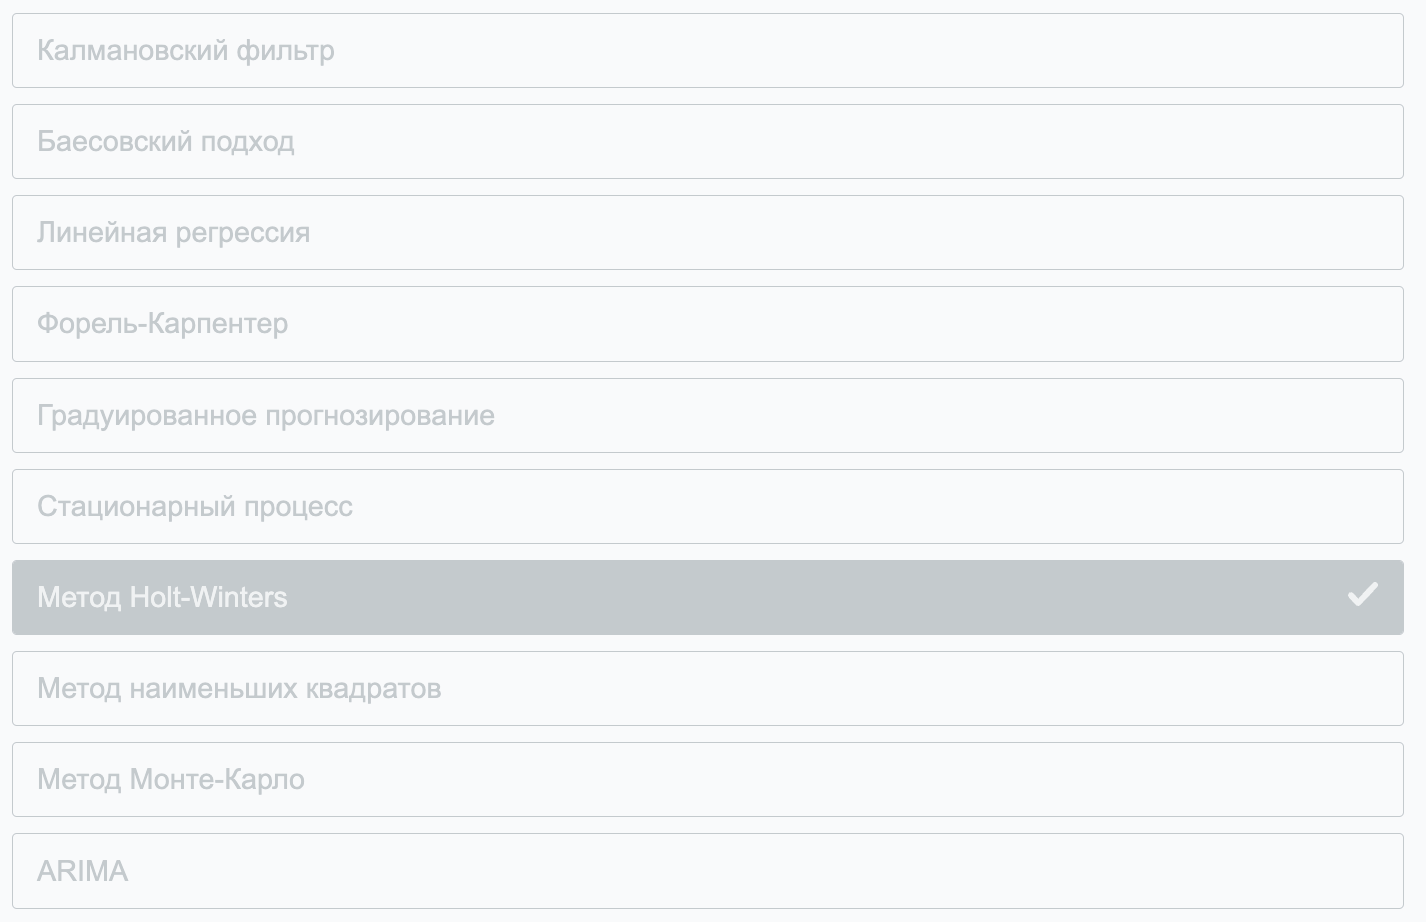 Калмановский фильтр
Баесовский подход
Линейная регрессия
Форель-Карпентер
Градуированное прогнозирование
Стационарный процесс
Метод Holt-Winters
Метод наименьших квадратов
Метод Монте-Карло
ARIMA